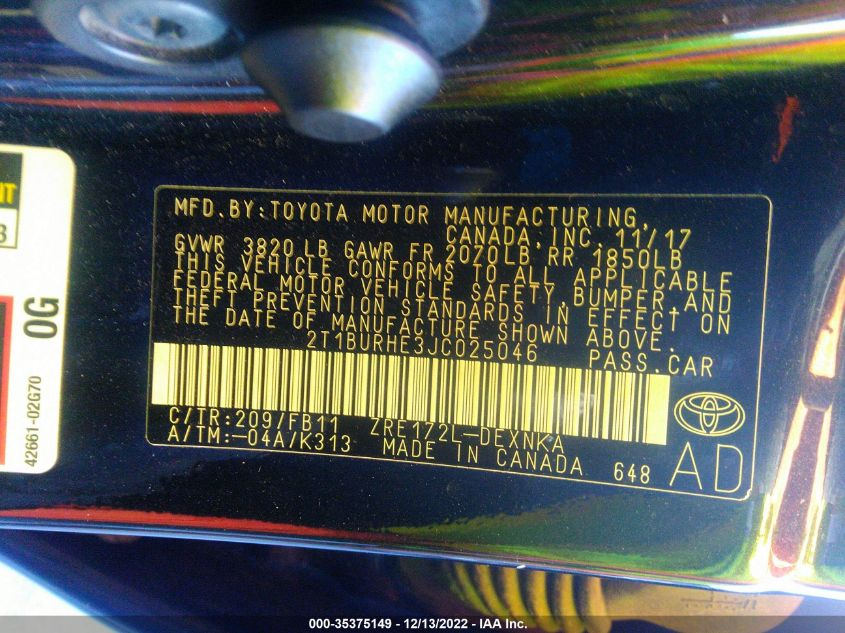 MFD.BY:TOYOTA MOTOR MANUFACTURING,
CANADA,INC. 11/17
GVWR 3820 LB GAWR FR 2070LB RR 1850LB
THIS VEHICLE CONFORMS TO ALL APPLICABLE
FEDERAL MOTOR VEHICLE SAFETY,BUMPER,AND
THEFT PREVENTION STANDARDS IN EFFECT ON
THE DATE OF MANUFACTURE SHOWN ABOVE.
2T1BURHE3JC025046 PASS.CAR
C/TR:209/FB11 ZRE172L-DEXNKA
A/TM:-04A/K313 MADE IN CANADA 648
AD
0G
42661-02G70
000-35375149 - 12/13/2022 - IAA Inc.